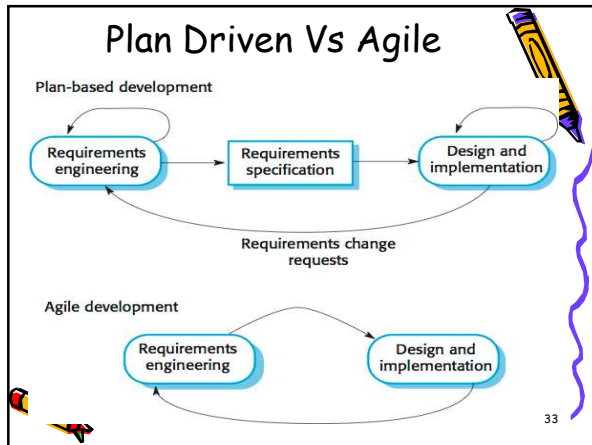 Plan Driven Vs Agile
Plan-based development
Requirements
engineering
Requirements
specification
Design and
implementation
Requirements change
requests
Agile development
Requirements
engineering
Design and
implementation
33